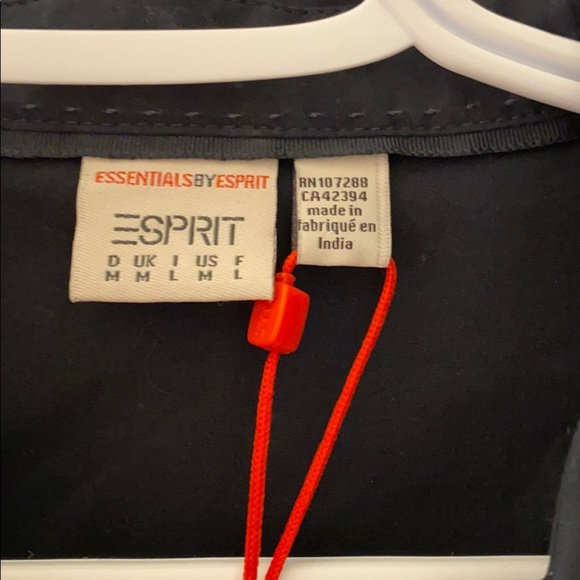 ESSENTIALSBYESPRIT
ESPRIT
D UK I US F
M M L M L
RN107288
CA42394
made in
fabriqué en
India